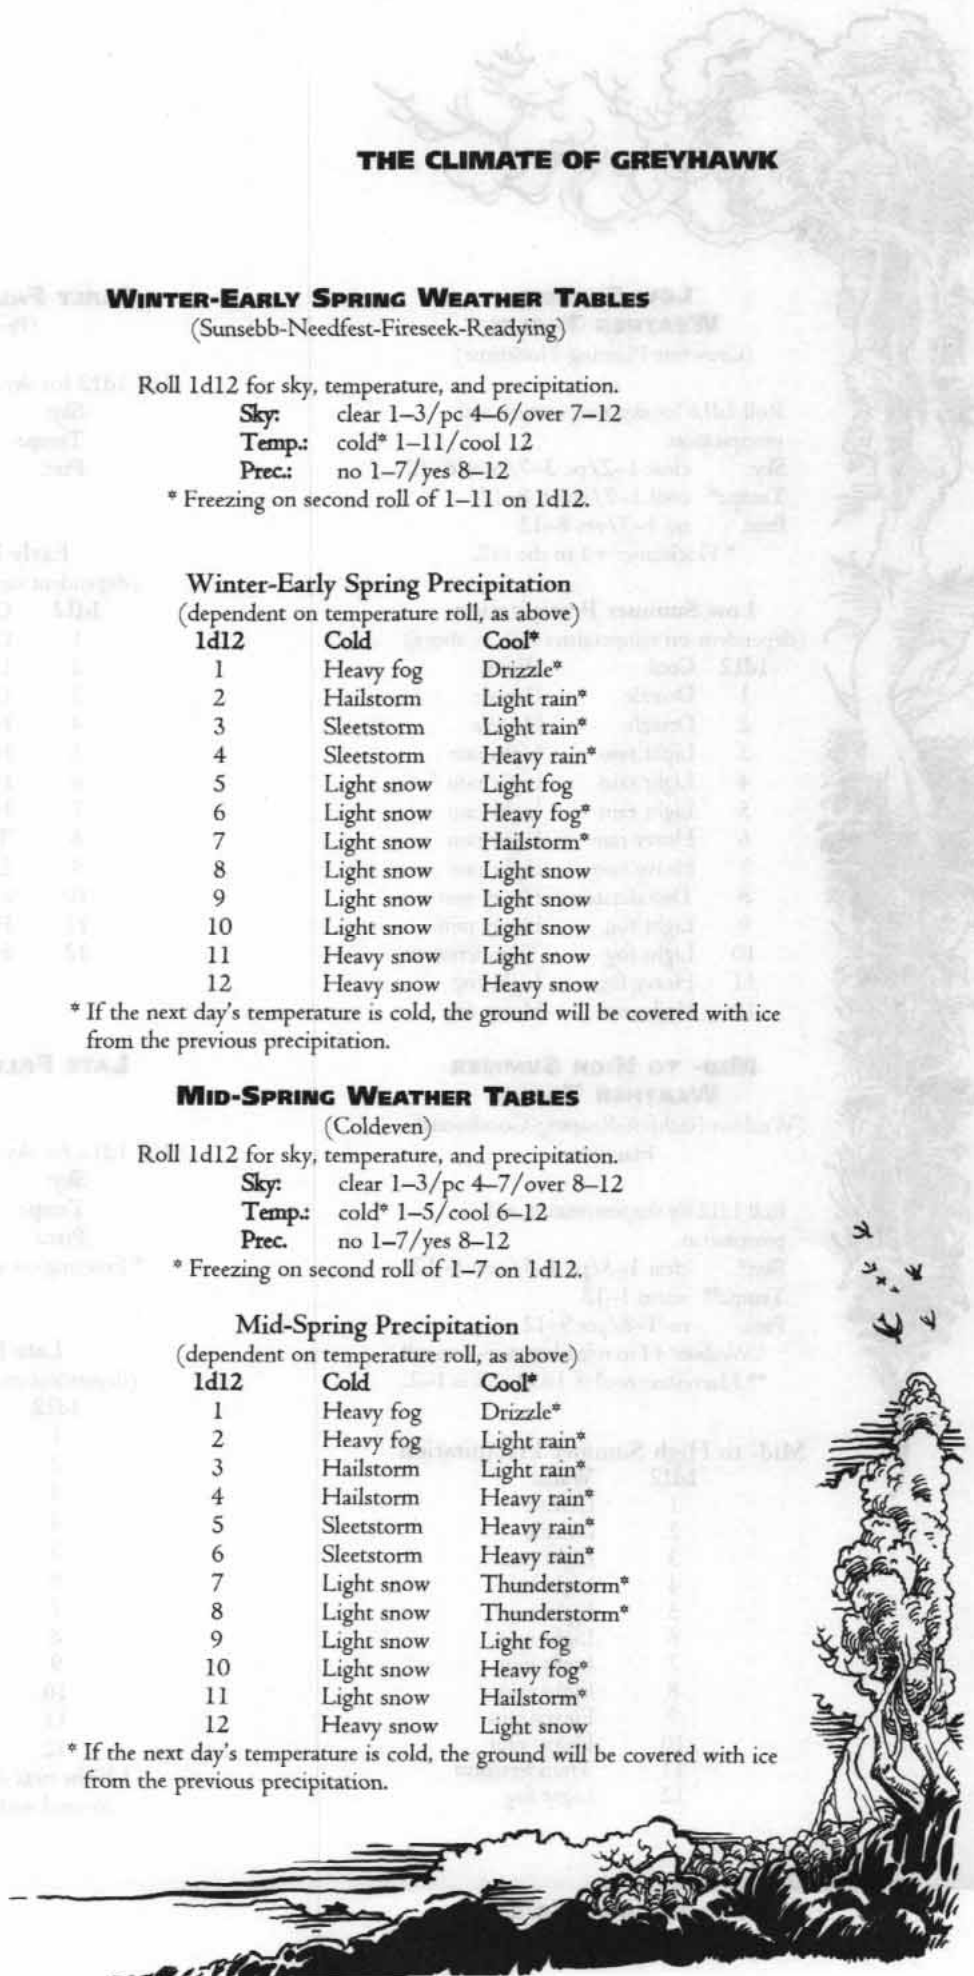 THE CLIMATE OF GREYHAWK
WINTER-EARLY SPRING WEATHER TABLES
(Sunsebb-Needfest-Fireseek-Readying)
Roll 1d12 for sky, temperature, and precipitation.
Sky: clear 1–3/pc 4–6/over 7–12
Temp.: cold* 1–11/cool 12
Prec.: no 1–7/yes 8–12
* Freezing on second roll of 1–11 on 1d12.
Winter-Early Spring Precipitation
(dependent on temperature roll, as above)
1d12 Cold Cool*
1 Heavy fog Drizzle*
2 Hailstorm Light rain*
3 Sleetstorm Light rain*
4 Sleetstorm Heavy rain*
5 Light snow Light fog
6 Light snow Heavy fog*
7 Light snow Hailstorm*
8 Light snow Light snow
9 Light snow Light snow
10 Light snow Light snow
11 Heavy snow Light snow
12 Heavy snow Heavy snow
* If the next day's temperature is cold, the ground will be covered with ice
from the previous precipitation.
MID-SPRING WEATHER TABLES
(Coldeven)
Roll 1d12 for sky, temperature, and precipitation.
Sky: clear 1–3/pc 4–7/over 8–12
Temp.: cold* 1–5/cool 6–12
Prec. no 1–7/yes 8–12
* Freezing on second roll of 1–7 on 1d12.
Mid-Spring Precipitation
(dependent on temperature roll, as above)
1d12 Cold Cool*
1 Heavy fog Drizzle*
2 Heavy fog Light rain*
3 Hailstorm Light rain*
4 Hailstorm Heavy rain*
5 Sleetstorm Heavy rain*
6 Sleetstorm Heavy rain*
7 Light snow Thunderstorm*
8 Light snow Thunderstorm*
9 Light snow Light fog
10 Light snow Heavy fog*
11 Light snow Hailstorm*
12 Heavy snow Light snow
* If the next day's temperature is cold, the ground will be covered with ice
from the previous precipitation.